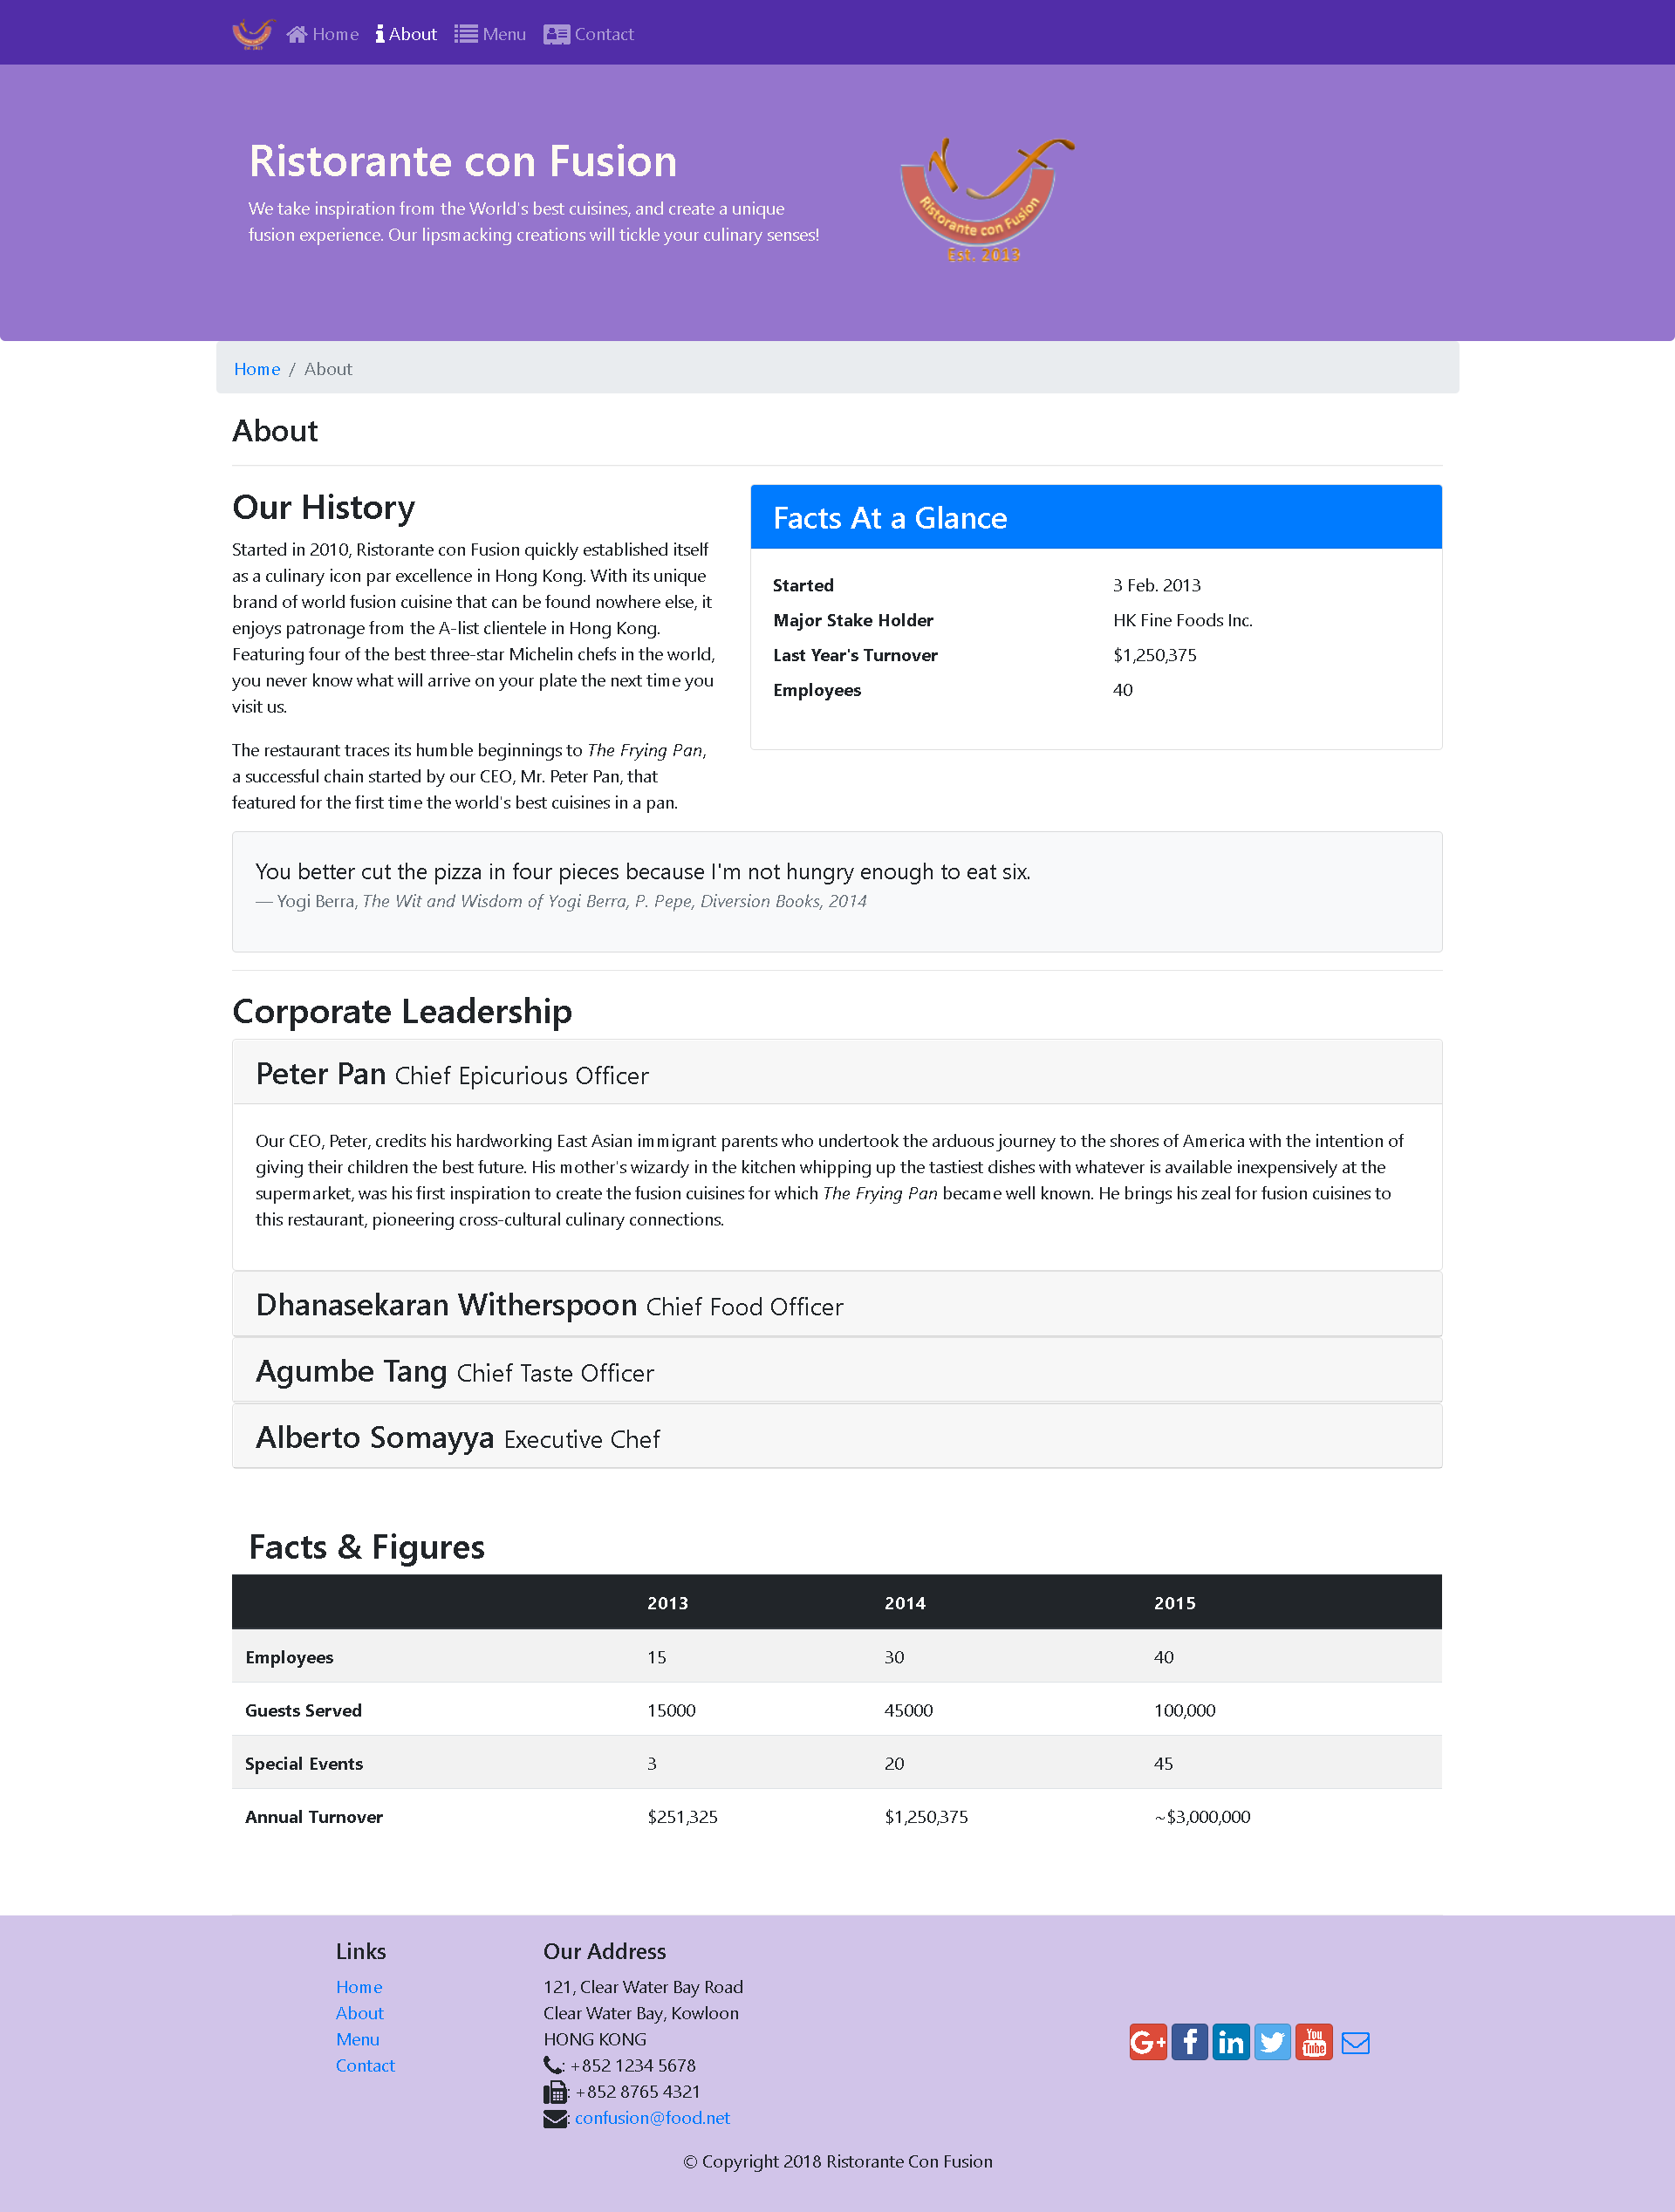 Home About Menu Contact
Ristorante con Fusion
We take inspiration from the World's best cuisines, and create a unique
fusion experience. Our lipsmacking creations will tickle your culinary senses!
Ristorante con Fusion
Est. 2013
Home / About
About
Our History
Started in 2010, Ristorante con Fusion quickly established itself
as a culinary icon par excellence in Hong Kong. With its unique
brand of world fusion cuisine that can be found nowhere else, it
enjoys patronage from the A-list clientele in Hong Kong.
Featuring four of the best three-star Michelin chefs in the world,
you never know what will arrive on your plate the next time you
visit us.
The restaurant traces its humble beginnings to The Frying Pan,
a successful chain started by our CEO, Mr. Peter Pan, that
featured for the first time the world's best cuisines in a pan.
Facts At a Glance
Started 3 Feb. 2013
Major Stake Holder HK Fine Foods Inc.
Last Year's Turnover $1,250,375
Employees 40
You better cut the pizza in four pieces because I'm not hungry enough to eat six.
— Yogi Berra, The Wit and Wisdom of Yogi Berra, P. Pepe, Diversion Books, 2014
Corporate Leadership
Peter Pan Chief Epicurious Officer
Our CEO, Peter, credits his hardworking East Asian immigrant parents who undertook the arduous journey to the shores of America with the intention of
giving their children the best future. His mother's wizardy in the kitchen whipping up the tastiest dishes with whatever is available inexpensively at the
supermarket, was his first inspiration to create the fusion cuisines for which The Frying Pan became well known. He brings his zeal for fusion cuisines to
this restaurant, pioneering cross-cultural culinary connections.
Dhanasekaran Witherspoon Chief Food Officer
Agumbe Tang Chief Taste Officer
Alberto Somayya Executive Chef
Facts & Figures
2013 2014 2015
Employees 15 30 40
Guests Served 15000 45000 100,000
Special Events 3 20 45
Annual Turnover $251,325 $1,250,375 ~$3,000,000
Links
Home
About
Menu
Contact
Our Address
121, Clear Water Bay Road
Clear Water Bay, Kowloon
HONG KONG
: +852 1234 5678
: +852 8765 4321
: confusion@food.net
G+ f in You Tube
© Copyright 2018 Ristorante Con Fusion